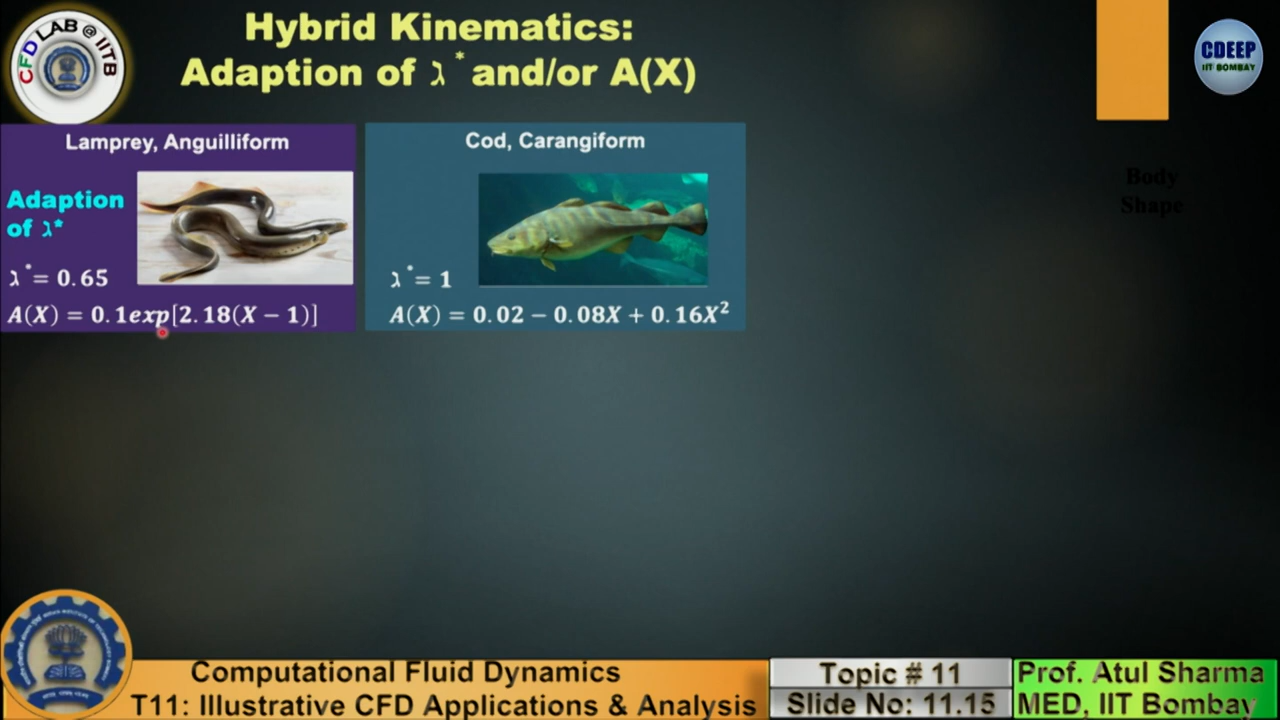 CFD LAB @ IITB
Hybrid Kinematics:
Adaption of λ* and/or A(X)
CDEEP
IIT BOMBAY
Lamprey, Anguilliform
Adaption
of λ*
λ* = 0.65
A(X) = 0.1exp[2.18(X − 1)]
Cod, Carangiform
λ* = 1
A(X) = 0.02 − 0.08X + 0.16X²
Body
Shape
Computational Fluid Dynamics
T11: Illustrative CFD Applications & Analysis
Topic # 11
Slide No: 11.15
Prof. Atul Sharma
MED, IIT Bombay